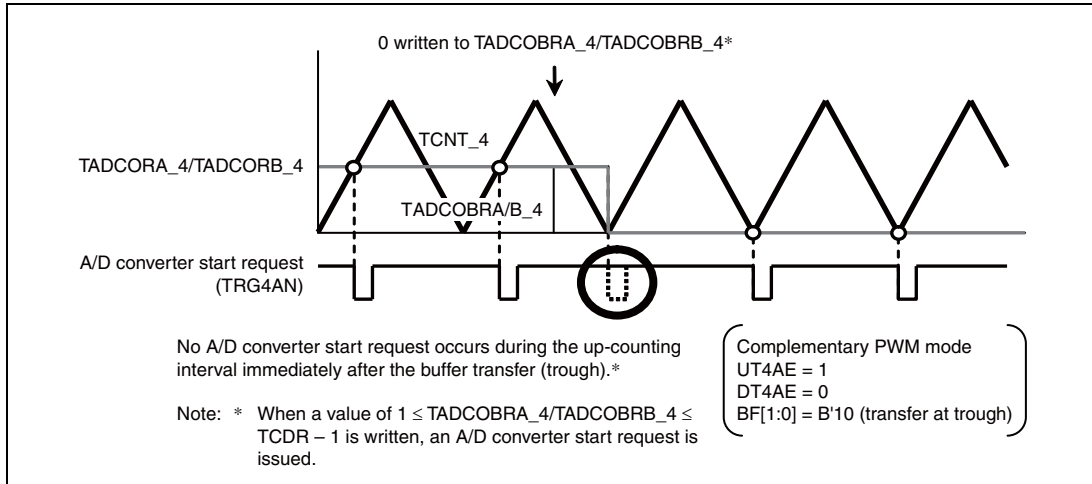 0 written to TADCOBRA_4/TADCOBRB_4*
TCNT_4
TADCORA_4/TADCORB_4
TADCOBRA/B_4
A/D converter start request
(TRG4AN)
No A/D converter start request occurs during the up-counting
interval immediately after the buffer transfer (trough).*
Note: * When a value of 1 ≤ TADCOBRA_4/TADCOBRB_4 ≤
TCDR – 1 is written, an A/D converter start request is
issued.
Complementary PWM mode
UT4AE = 1
DT4AE = 0
BF[1:0] = B'10 (transfer at trough)